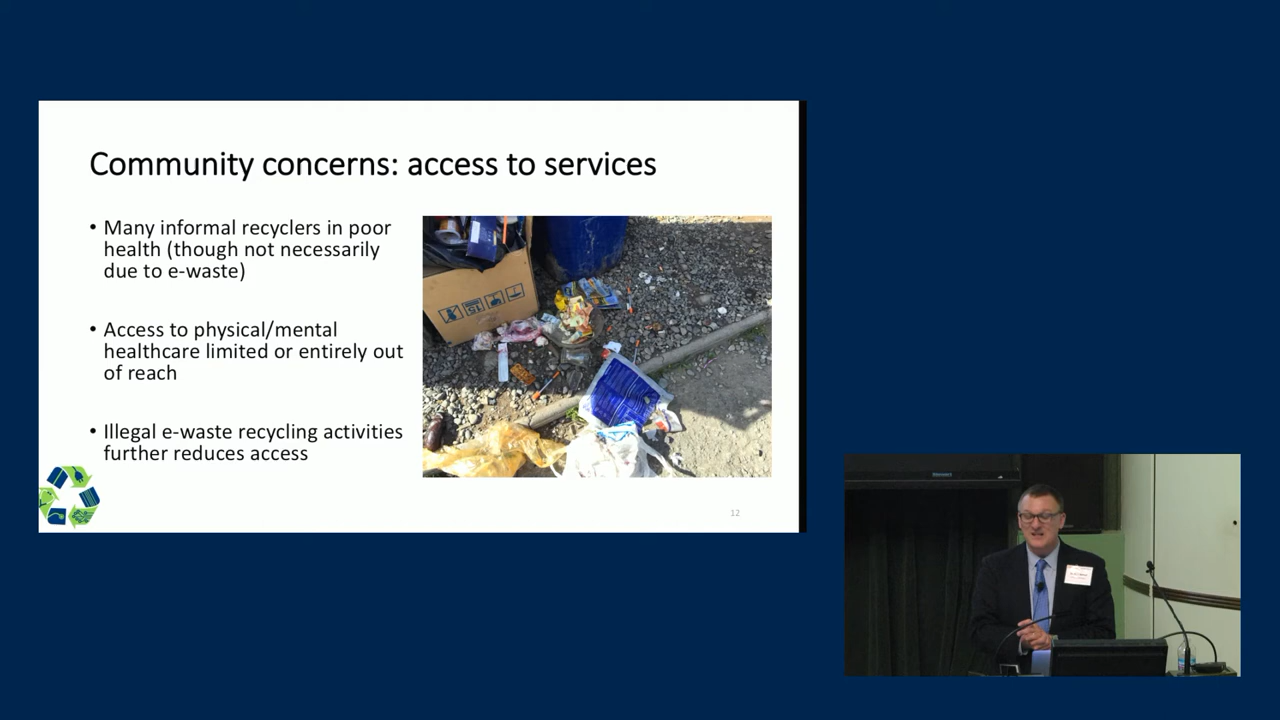 Community concerns: access to services
• Many informal recyclers in poor
health (though not necessarily
due to e-waste)
• Access to physical/mental
healthcare limited or entirely out
of reach
• Illegal e-waste recycling activities
further reduces access
12